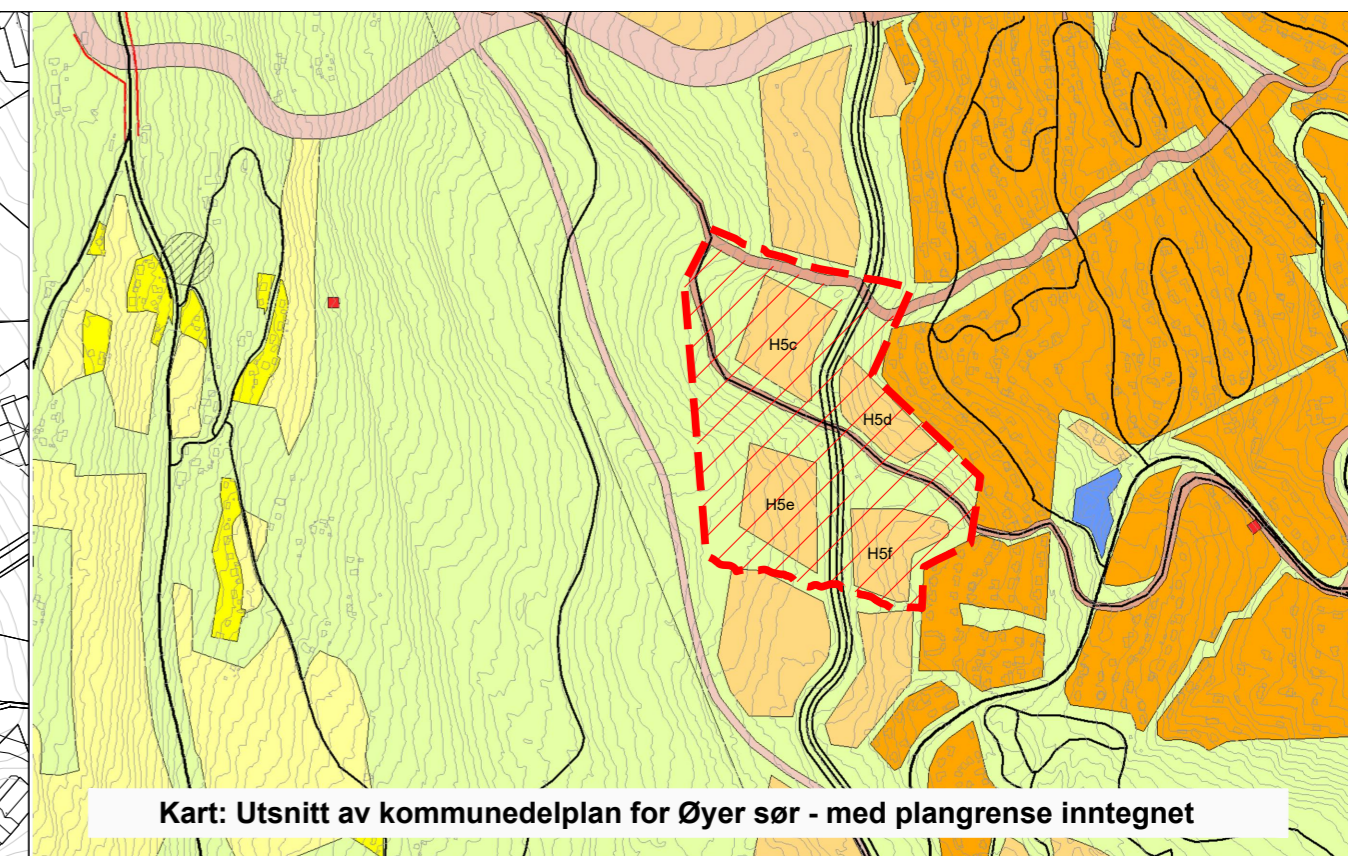 H5c
H5d
H5e
H5f
Kart: Utsnitt av kommunedelplan for Øyer sør - med plangrense inntegnet